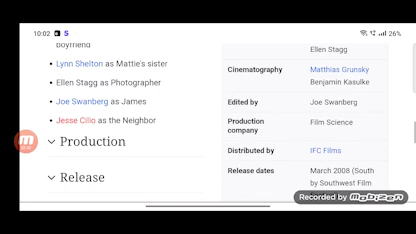 10:02 S 26%
boyfriend
• Lynn Shelton as Mattie's sister
• Ellen Stagg as Photographer
• Joe Swanberg as James
• Jesse Cilio as the Neighbor
Production
Release
Ellen Stagg
Cinematography Matthias Grunsky
Benjamin Kasulke
Edited by Joe Swanberg
Production Film Science
company
Distributed by IFC Films
Release dates March 2008 (South
by Southwest Film
Recorded by mobizen